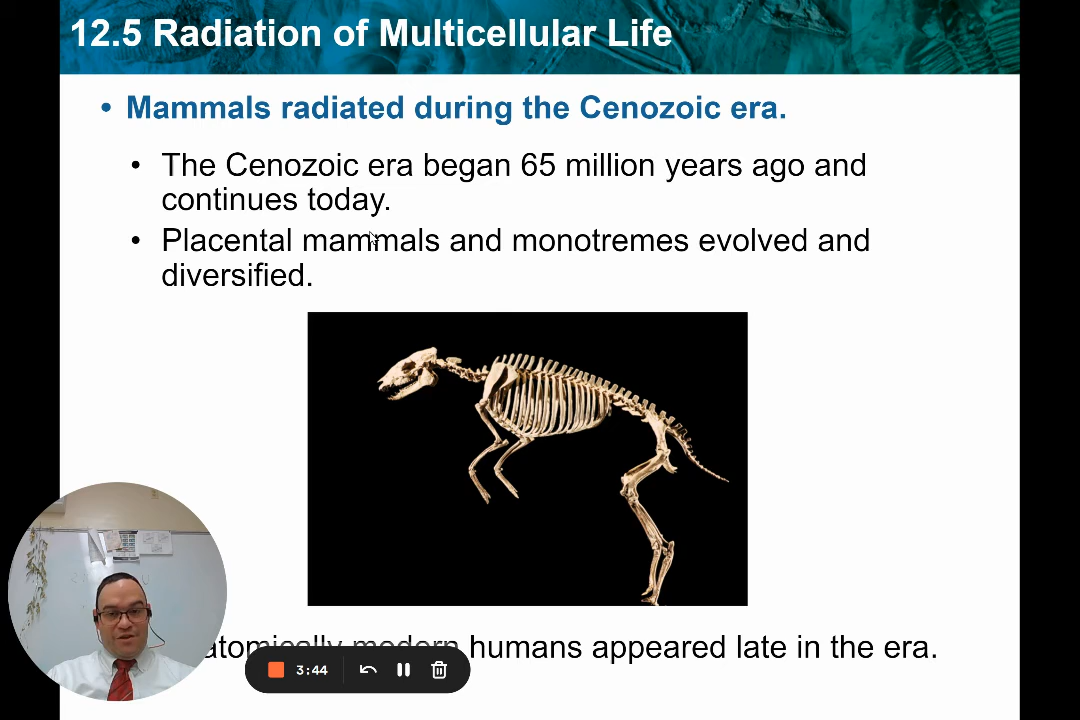 12.5 Radiation of Multicellular Life
• Mammals radiated during the Cenozoic era.
• The Cenozoic era began 65 million years ago and
continues today.
• Placental mammals and monotremes evolved and
diversified.
humans appeared late in the era.
3:44